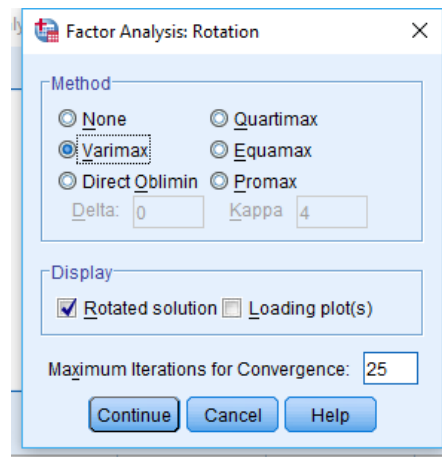 Factor Analysis: Rotation
Method
None Quartimax
Varimax Equamax
Direct Oblimin Promax
Delta: 0 Kappa 4
Display
Rotated solution Loading plot(s)
Maximum Iterations for Convergence: 25
Continue Cancel Help